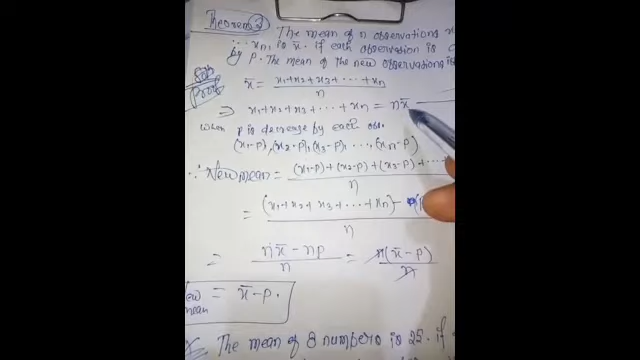 Theorem 2 The mean of n observations
... xn, is x̄. If each observation is
by P. The mean of the new observations is
Proof x̄ = x1+x2+x3+...+xn / n
⇒ x1+x2+x3+...+xn = nx̄
when P is decrease by each obs.
(x1-p), (x2-p), (x3-p), ..., (xn-p)
∴ New mean = (x1-p)+(x2-p)+(x3-p)+... / n
= (x1+x2+x3+...+xn)- / n
= nx̄-np / n = n(x̄-p) / n
mean = x̄-p.
The mean of 8 numbers is 25. if